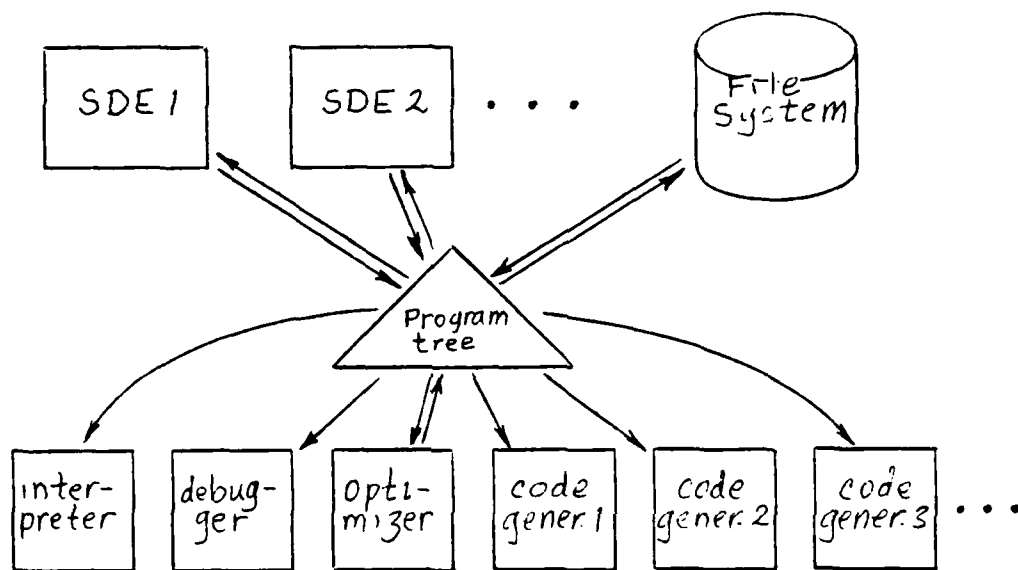 SDE 1
SDE 2
File
System
Program
tree
inter-
preter
debug-
ger
opti-
mizer
code
gener. 1
code
gener. 2
code
gener. 3